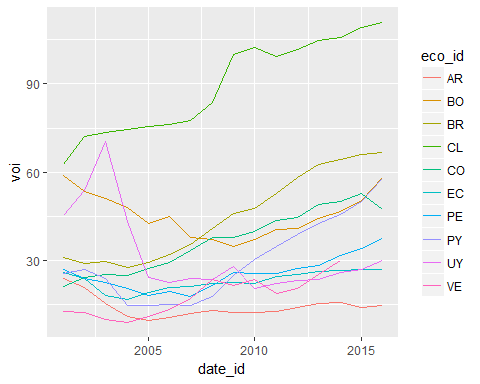 eco_id
AR
BO
BR
CL
CO
EC
PE
PY
UY
VE
voi
90
60
30
2005 2010 2015
date_id